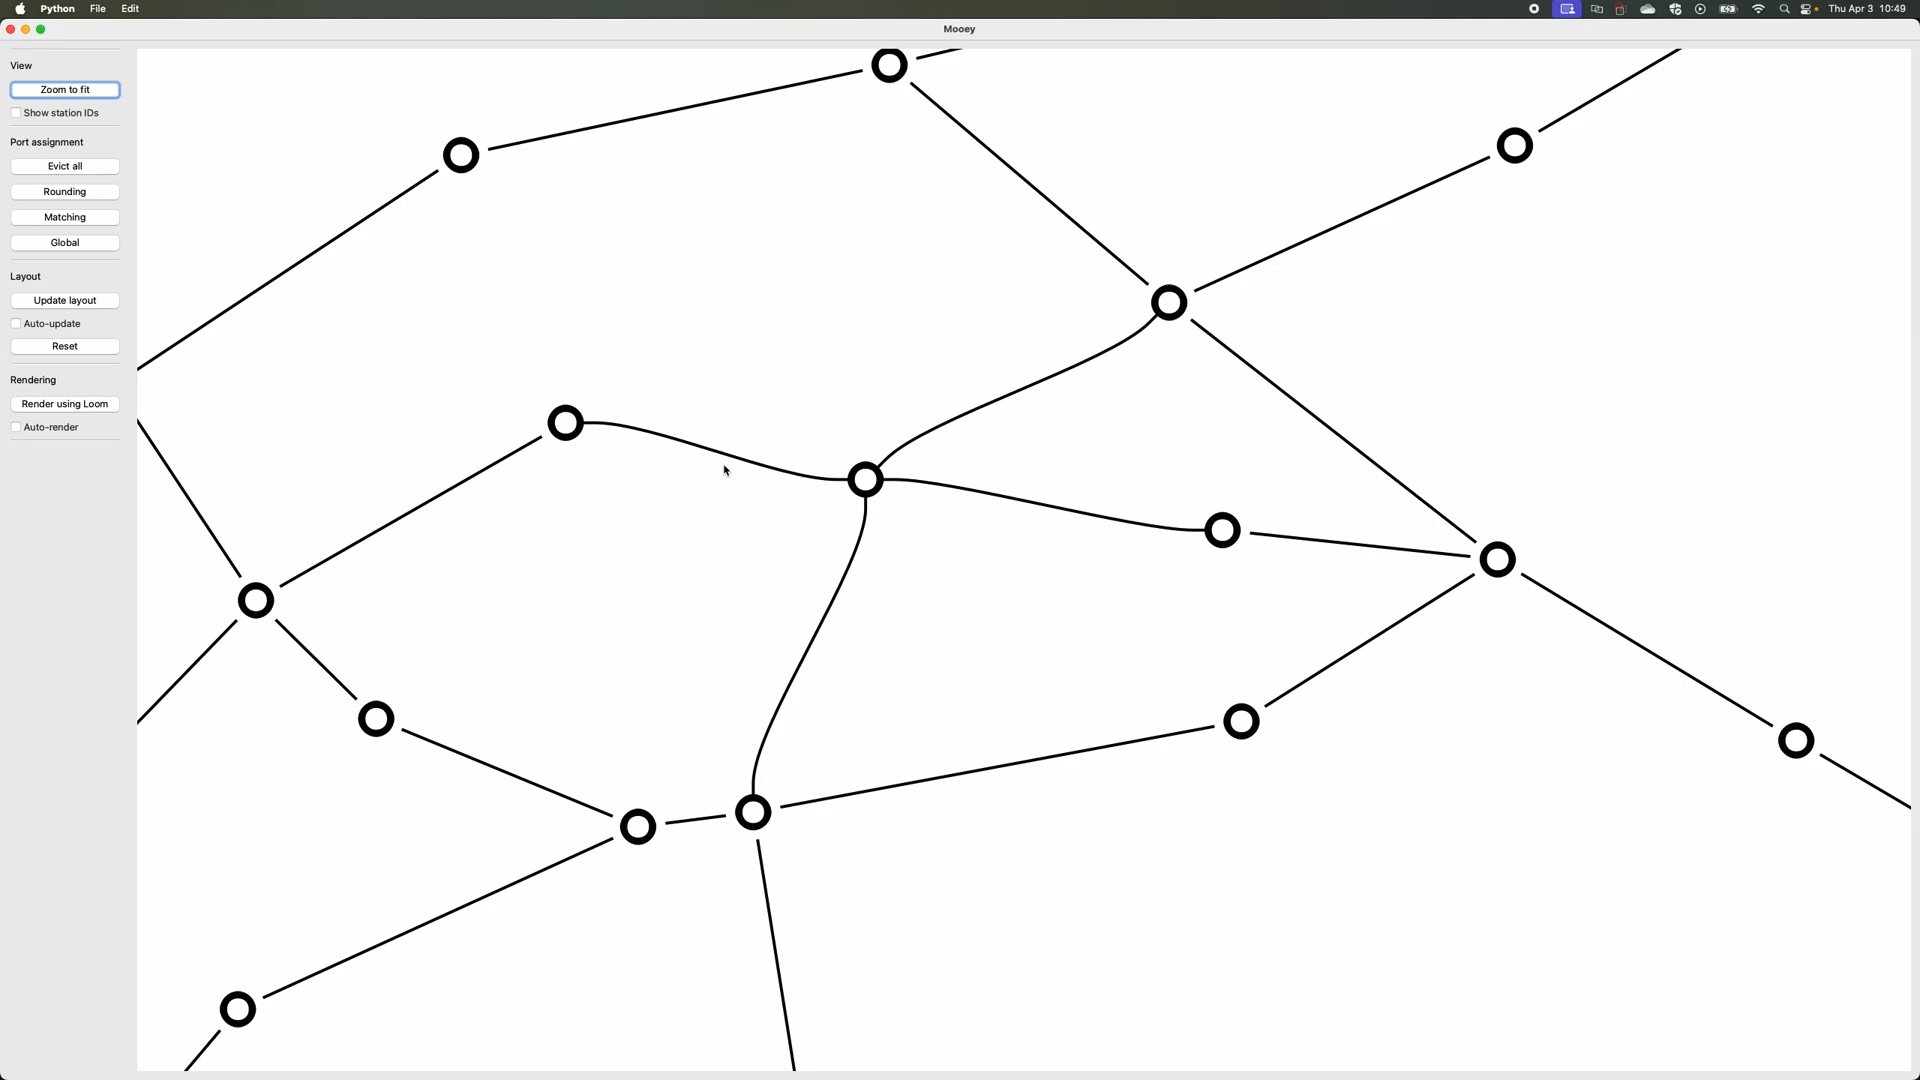 Python File Edit
Thu Apr 3 10:49
Mooey
View
Zoom to fit
Show station IDs
Port assignment
Evict all
Rounding
Matching
Global
Layout
Update layout
Auto-update
Reset
Rendering
Render using Loom
Auto-render